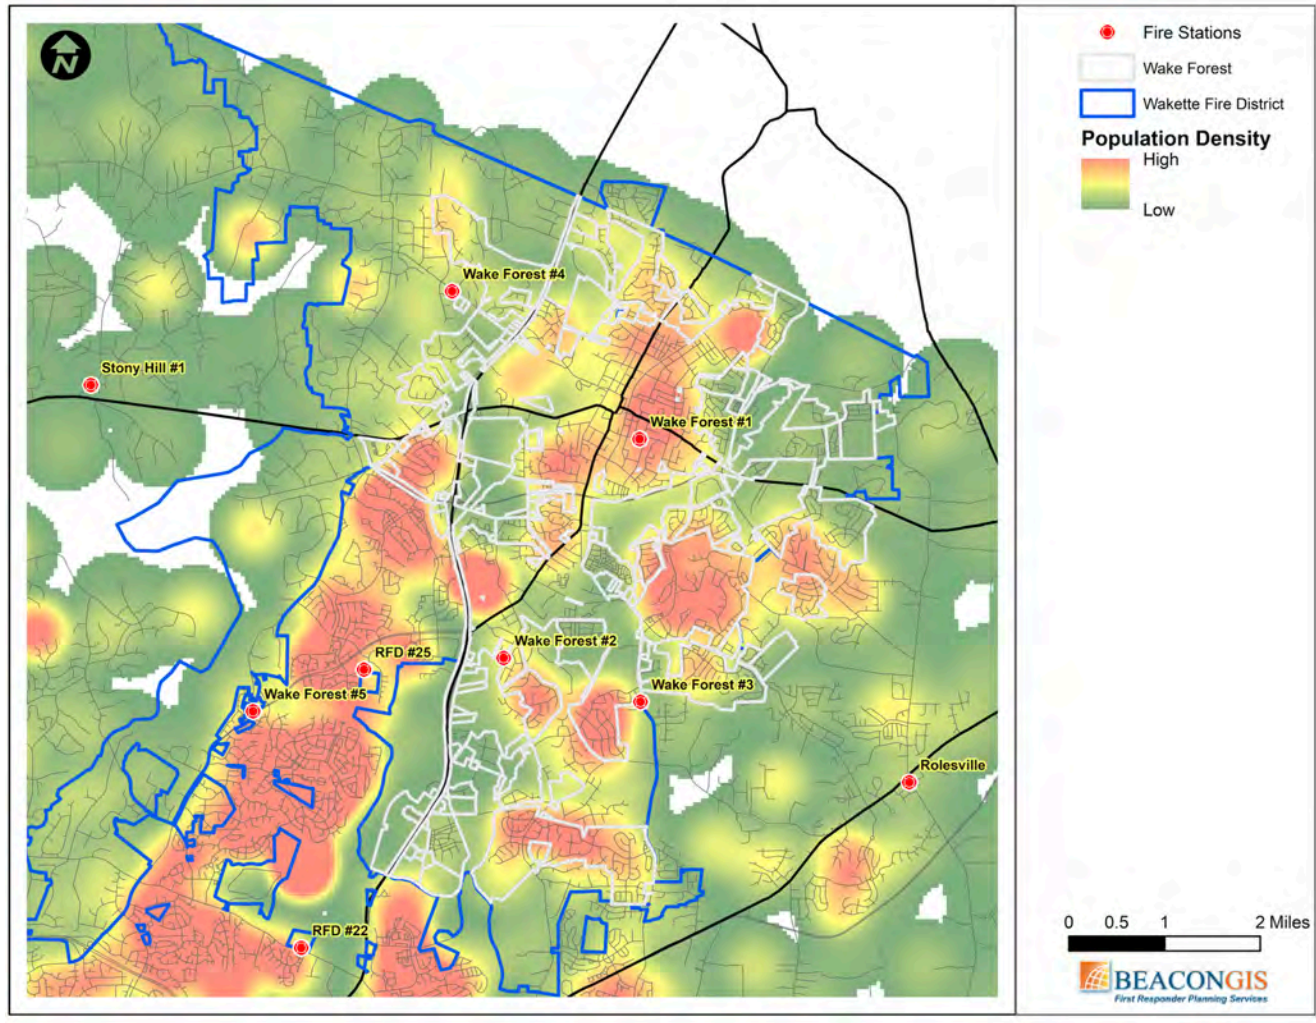 N
Wake Forest #4
Stony Hill #1
Wake Forest #1
Wake Forest #2
RFD #25
Wake Forest #3
Wake Forest #5
Rolesville
RFD #22
Fire Stations
Wake Forest
Wakette Fire District
Population Density
High
Low
0 0.5 1 2 Miles
BEACONGIS
First Responder Planning Services